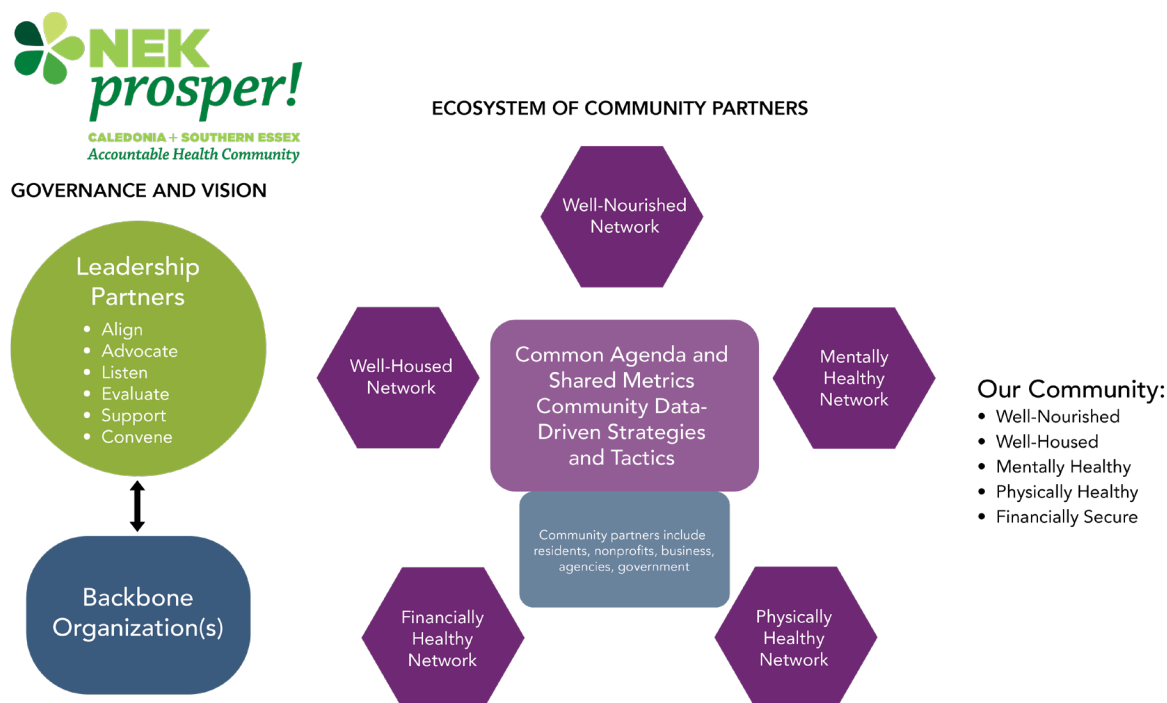 NEK
prosper!
CALEDONIA + SOUTHERN ESSEX
Accountable Health Community
GOVERNANCE AND VISION
Leadership
Partners
• Align
• Advocate
• Listen
• Evaluate
• Support
• Convene
Backbone
Organization(s)
ECOSYSTEM OF COMMUNITY PARTNERS
Well-Nourished
Network
Well-Housed
Network
Common Agenda and
Shared Metrics
Community Data-
Driven Strategies
and Tactics
Mentally
Healthy
Network
Community partners include
residents, nonprofits, business,
agencies, government
Financially
Healthy
Network
Physically
Healthy
Network
Our Community:
• Well-Nourished
• Well-Housed
• Mentally Healthy
• Physically Healthy
• Financially Secure